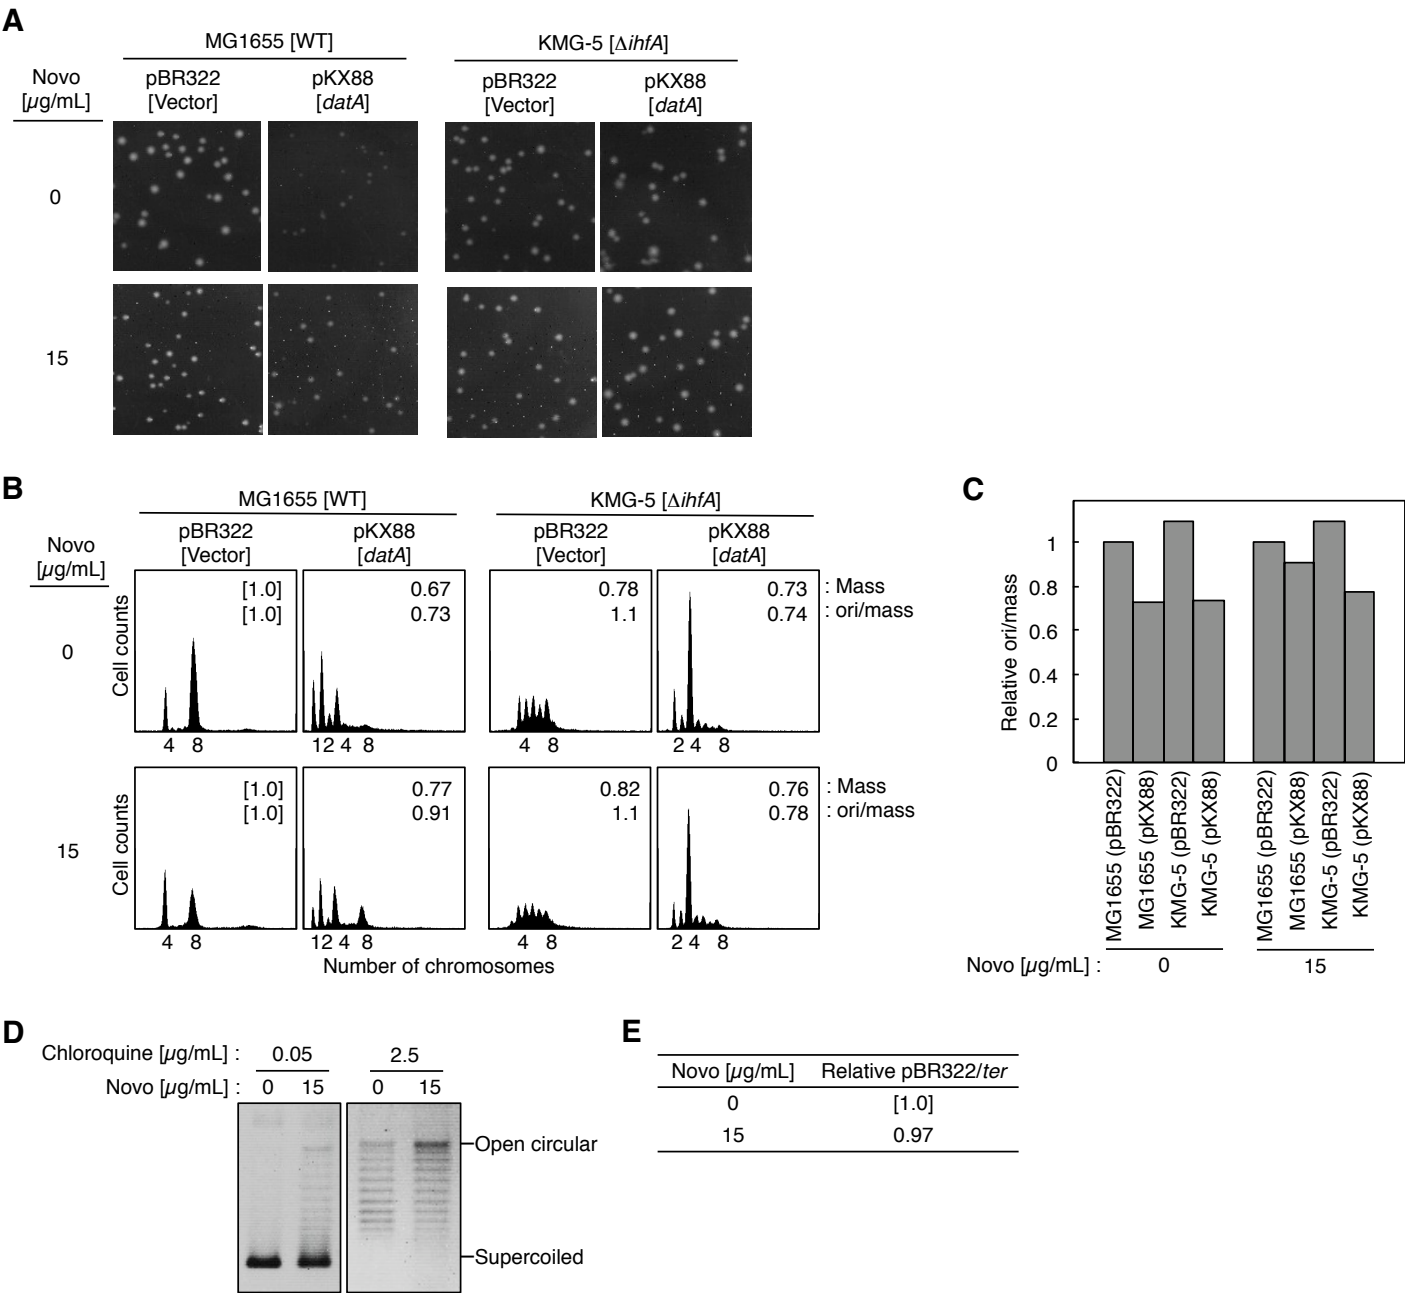 A
MG1655 [WT]
KMG-5 [ΔihfA]
Novo
[µg/mL]
pBR322
[Vector]
pKX88
[datA]
pBR322
[Vector]
pKX88
[datA]
0
15
B
MG1655 [WT]
KMG-5 [ΔihfA]
Novo
[µg/mL]
pBR322
[Vector]
pKX88
[datA]
pBR322
[Vector]
pKX88
[datA]
0
Cell counts
[1.0] 0.67 0.78 0.73 : Mass
[1.0] 0.73 1.1 0.74 : ori/mass
4 8 12 4 8 4 8 2 4 8
15
Cell counts
[1.0] 0.77 0.82 0.76 : Mass
[1.0] 0.91 1.1 0.78 : ori/mass
4 8 12 4 8 4 8 2 4 8
Number of chromosomes
C
Relative ori/mass
1
0.8
0.6
0.4
0.2
0
MG1655 (pBR322)
MG1655 (pKX88)
KMG-5 (pBR322)
KMG-5 (pKX88)
MG1655 (pBR322)
MG1655 (pKX88)
KMG-5 (pBR322)
KMG-5 (pKX88)
Novo [µg/mL] : 0 15
D
Chloroquine [µg/mL] : 0.05 2.5
Novo [µg/mL] : 0 15 0 15
Open circular
Supercoiled
E
Novo [µg/mL] Relative pBR322/ter
0 [1.0]
15 0.97